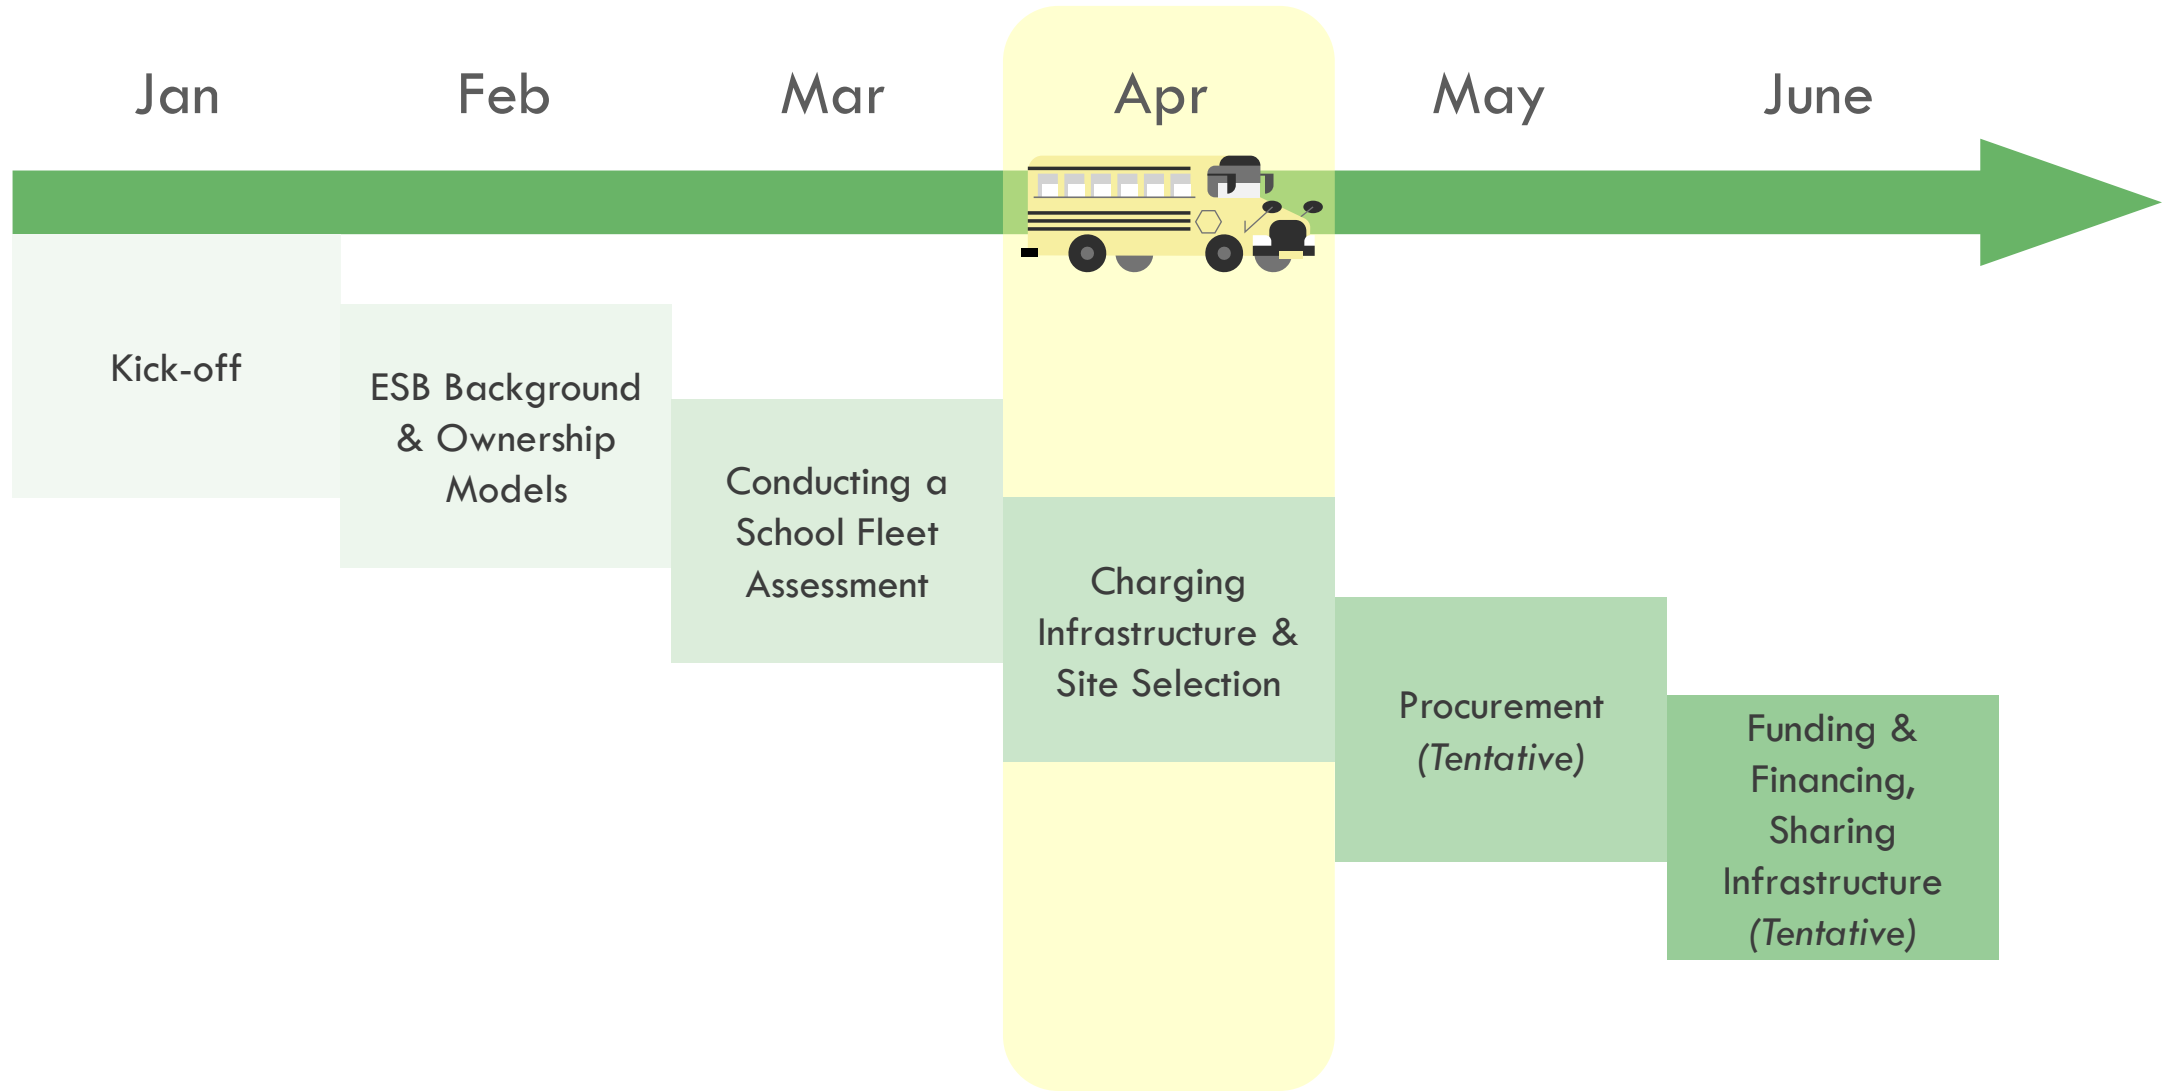 Jan
Feb
Mar
Apr
May
June
Kick-off
ESB Background
& Ownership
Models
Conducting a
School Fleet
Assessment
Charging
Infrastructure &
Site Selection
Procurement
(Tentative)
Funding &
Financing,
Sharing
Infrastructure
(Tentative)